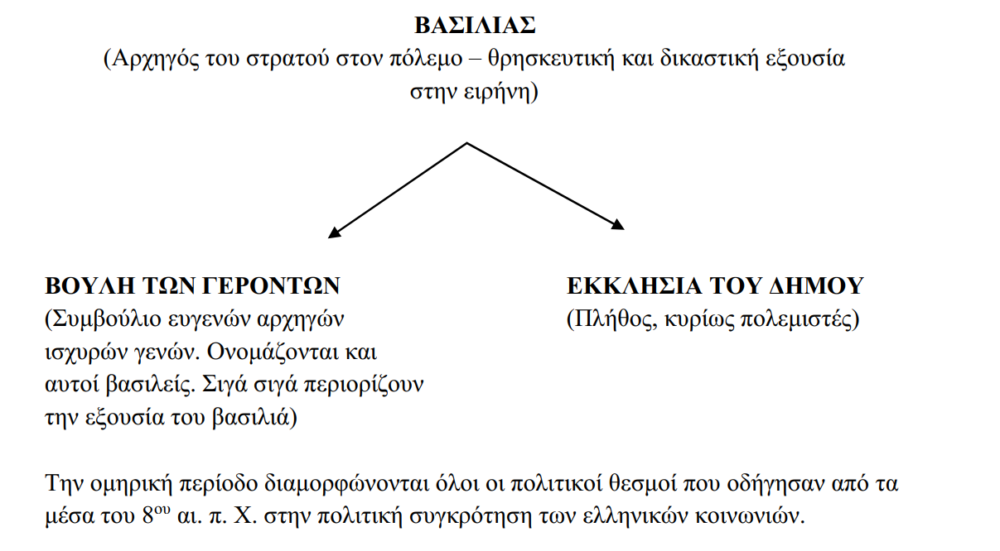 ΒΑΣΙΛΙΑΣ
(Αρχηγός του στρατού στον πόλεμο – θρησκευτική και δικαστική εξουσία
στην ειρήνη)
ΒΟΥΛΗ ΤΩΝ ΓΕΡΟΝΤΩΝ
(Συμβούλιο ευγενών αρχηγών
ισχυρών γενών. Ονομάζονται και
αυτοί βασιλείς. Σιγά σιγά περιορίζουν
την εξουσία του βασιλιά)
ΕΚΚΛΗΣΙΑ ΤΟΥ ΔΗΜΟΥ
(Πλήθος, κυρίως πολεμιστές)
Την ομηρική περίοδο διαμορφώνονται όλοι οι πολιτικοί θεσμοί που οδήγησαν από τα
μέσα του 8ου αι. π. Χ. στην πολιτική συγκρότηση των ελληνικών κοινωνιών.